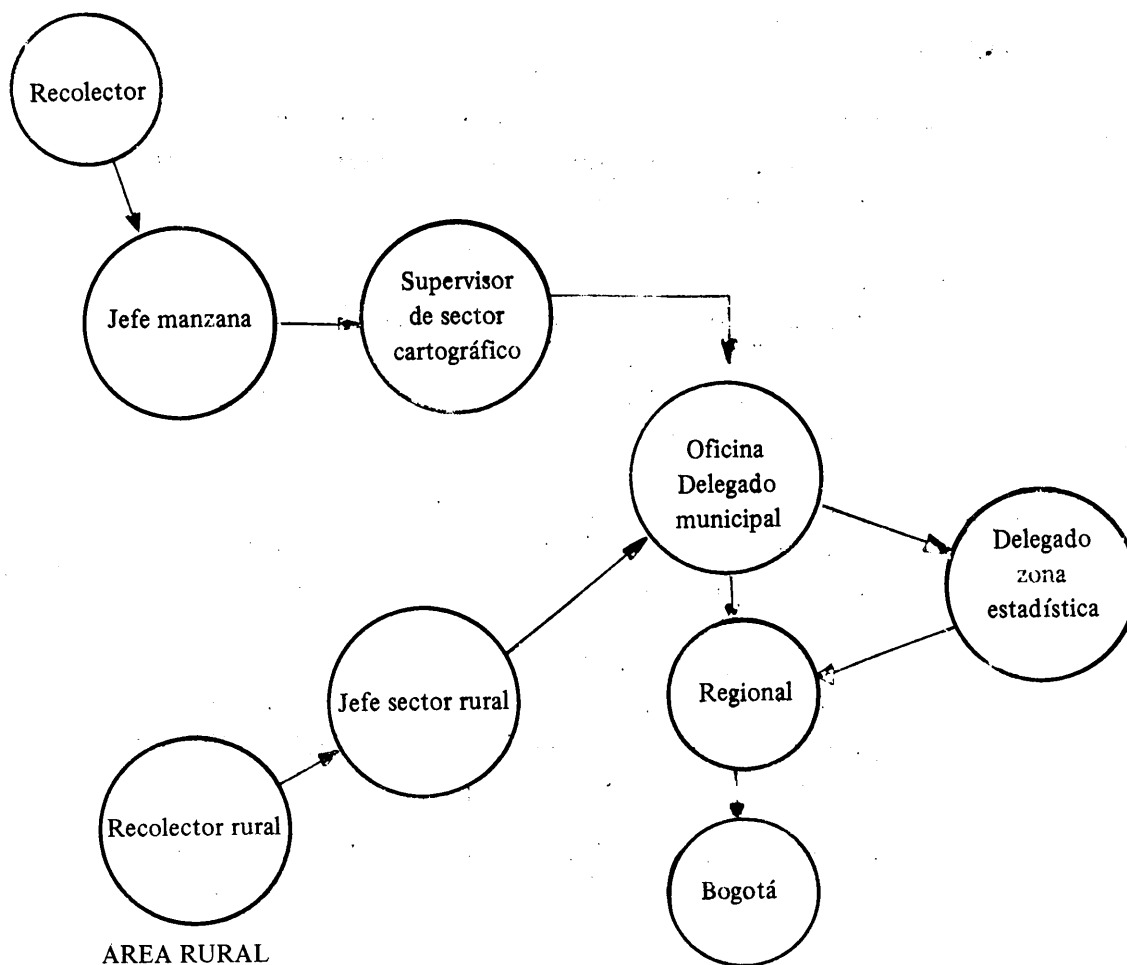 Recolector
Jefe manzana
Supervisor
de sector
cartográfico
Oficina
Delegado
municipal
Delegado
zona
estadística
Jefe sector rural
Regional
Recolector rural
Bogotá
ÁREA RURAL